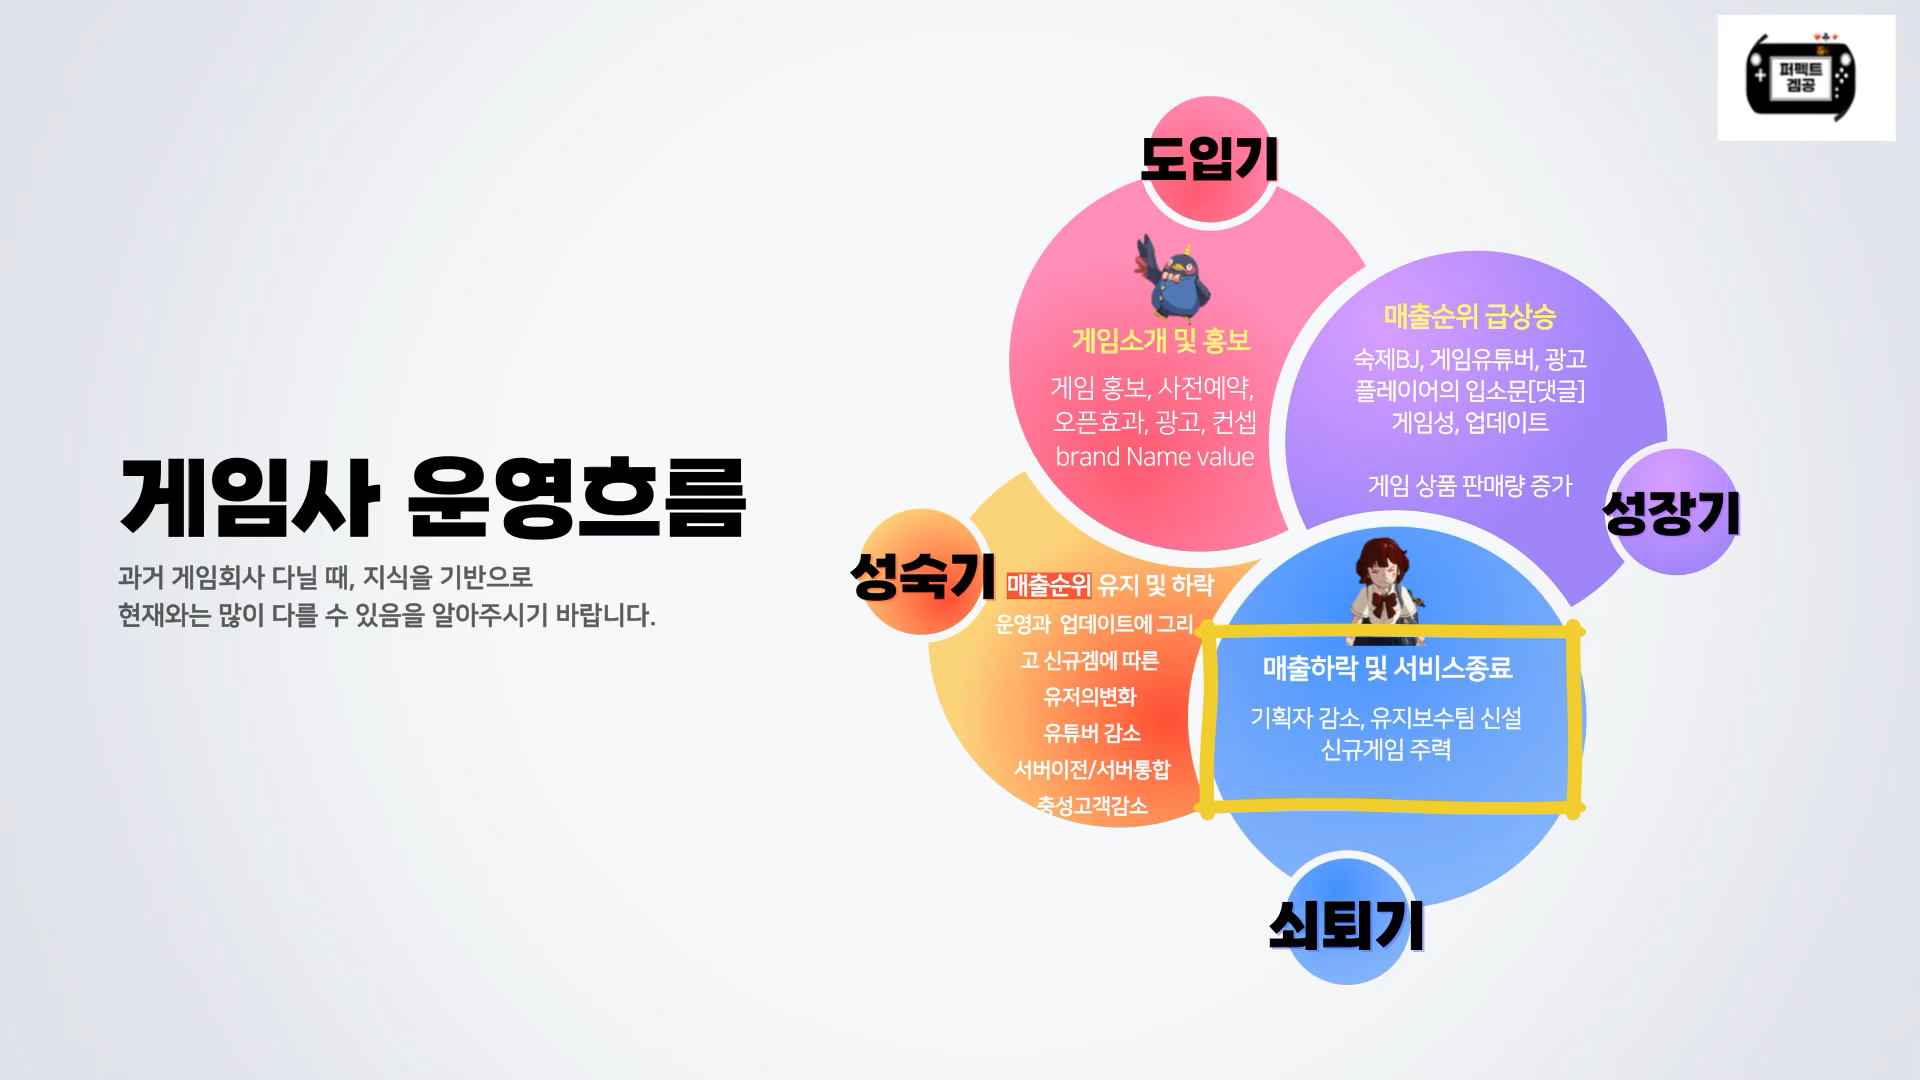 퍼펙트
겜공
게임사 운영흐름
과거 게임회사 다닐 때, 지식을 기반으로
현재와는 많이 다를 수 있음을 알아주시기 바랍니다.
도입기
게임소개 및 홍보
게임 홍보, 사전예약,
오픈효과, 광고, 컨셉
brand Name value
매출순위 급상승
숙제BJ, 게임유튜버, 광고
플레이어의 입소문[댓글]
게임성, 업데이트
게임 상품 판매량 증가
성장기
성숙기
매출순위 유지 및 하락
운영과 업데이트에 그리
고 신규겜에 따른
유저의변화
유튜버 감소
서버이전/서버통합
충성고객감소
매출하락 및 서비스종료
기획자 감소, 유지보수팀 신설
신규게임 주력
쇠퇴기